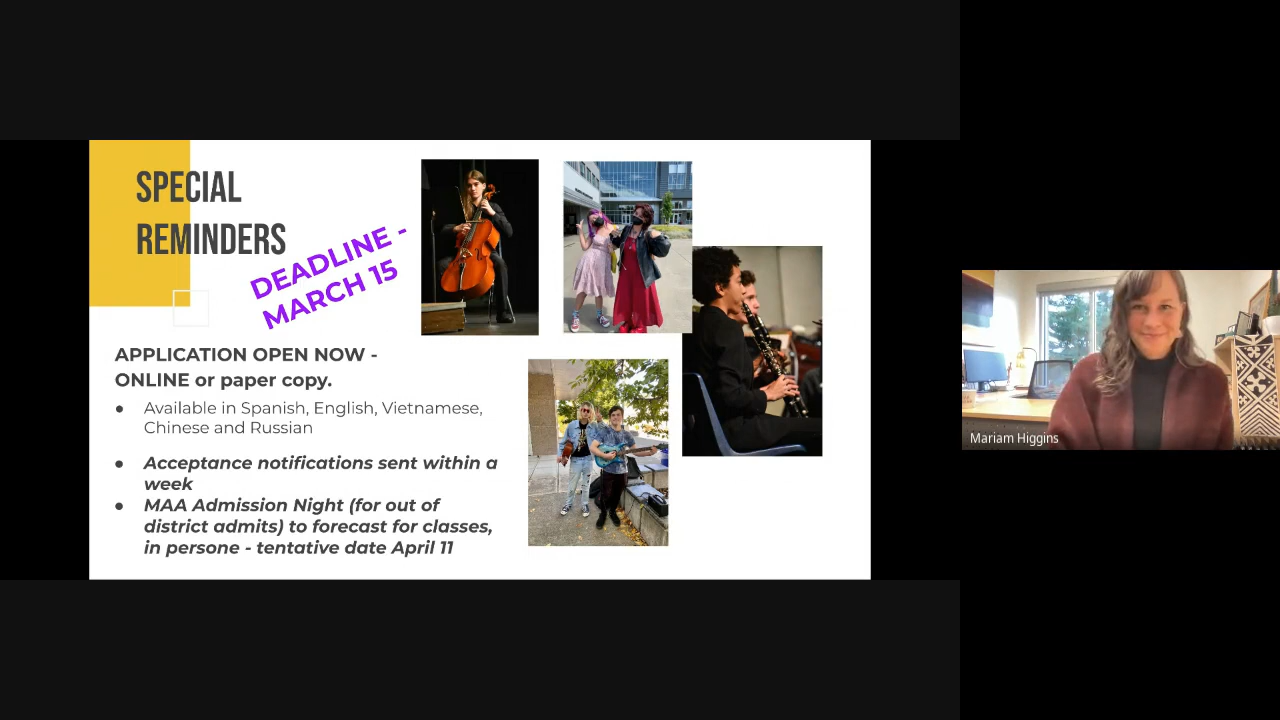 SPECIAL
REMINDERS
DEADLINE -
MARCH 15
APPLICATION OPEN NOW -
ONLINE or paper copy.
● Available in Spanish, English, Vietnamese,
Chinese and Russian
● Acceptance notifications sent within a
week
● MAA Admission Night (for out of
district admits) to forecast for classes,
in persone - tentative date April 11
Mariam Higgins